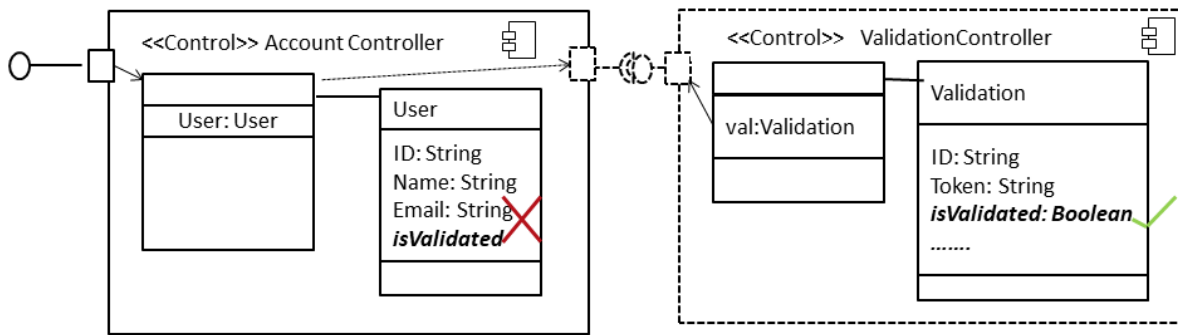 <<Control>> Account Controller
User: User
User
ID: String
Name: String
Email: String
isValidated
<<Control>> ValidationController
val:Validation
Validation
ID: String
Token: String
isValidated: Boolean
.......